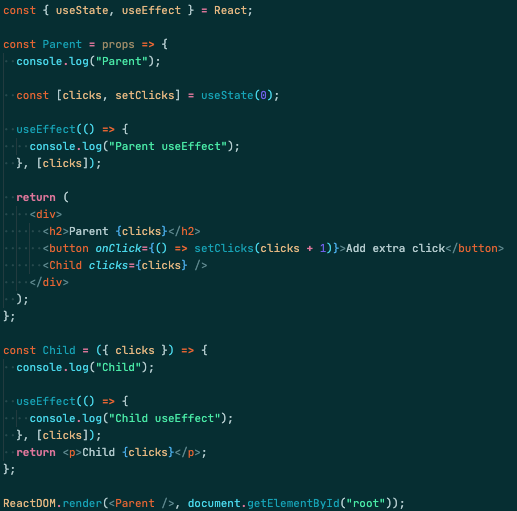 const { useState, useEffect } = React;
const Parent = props => {
console.log("Parent");
const [clicks, setClicks] = useState(0);
useEffect(() => {
console.log("Parent useEffect");
}, [clicks]);
return (
<div>
<h2>Parent {clicks}</h2>
<button onClick={() => setClicks(clicks + 1)}>Add extra click</button>
<Child clicks={clicks} />
</div>
);
};
const Child = ({ clicks }) => {
console.log("Child");
useEffect(() => {
console.log("Child useEffect");
}, [clicks]);
return <p>Child {clicks}</p>;
};
ReactDOM.render(<Parent />, document.getElementById("root"));